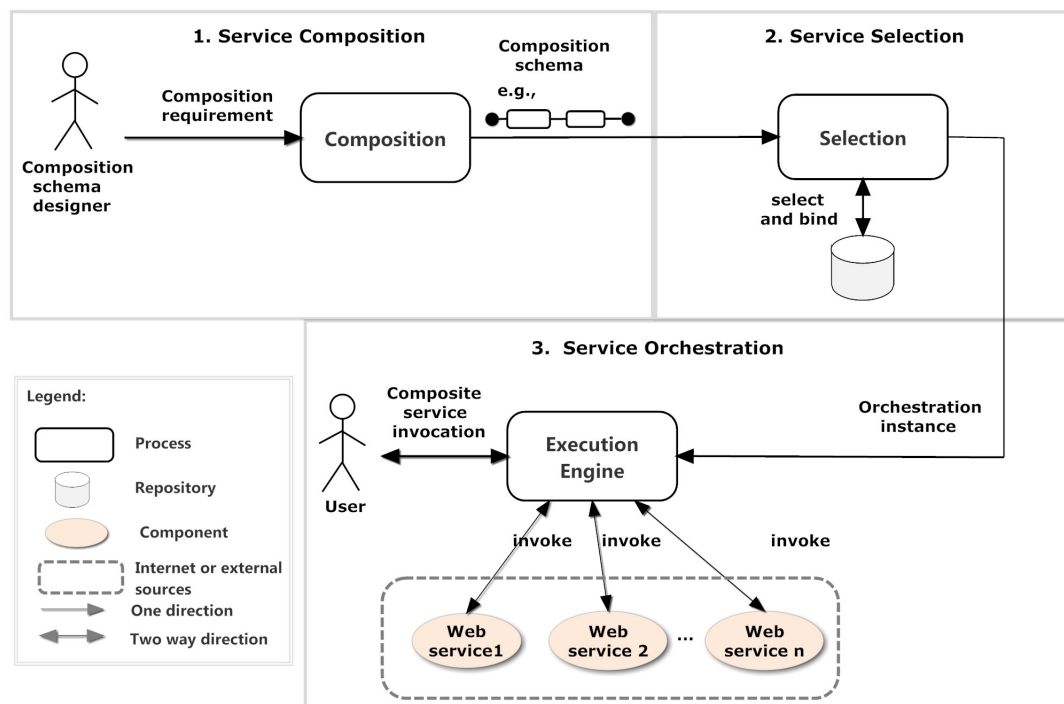 1. Service Composition
Composition
requirement
Composition
schema
designer
Composition
Composition
schema
e.g.,
2. Service Selection
Selection
select
and bind
3. Service Orchestration
Composite
service
invocation
User
Execution
Engine
Orchestration
instance
invoke
invoke
invoke
Web
service1
Web
service 2
...
Web
service n
Legend:
Process
Repository
Component
Internet or external
sources
One direction
Two way direction